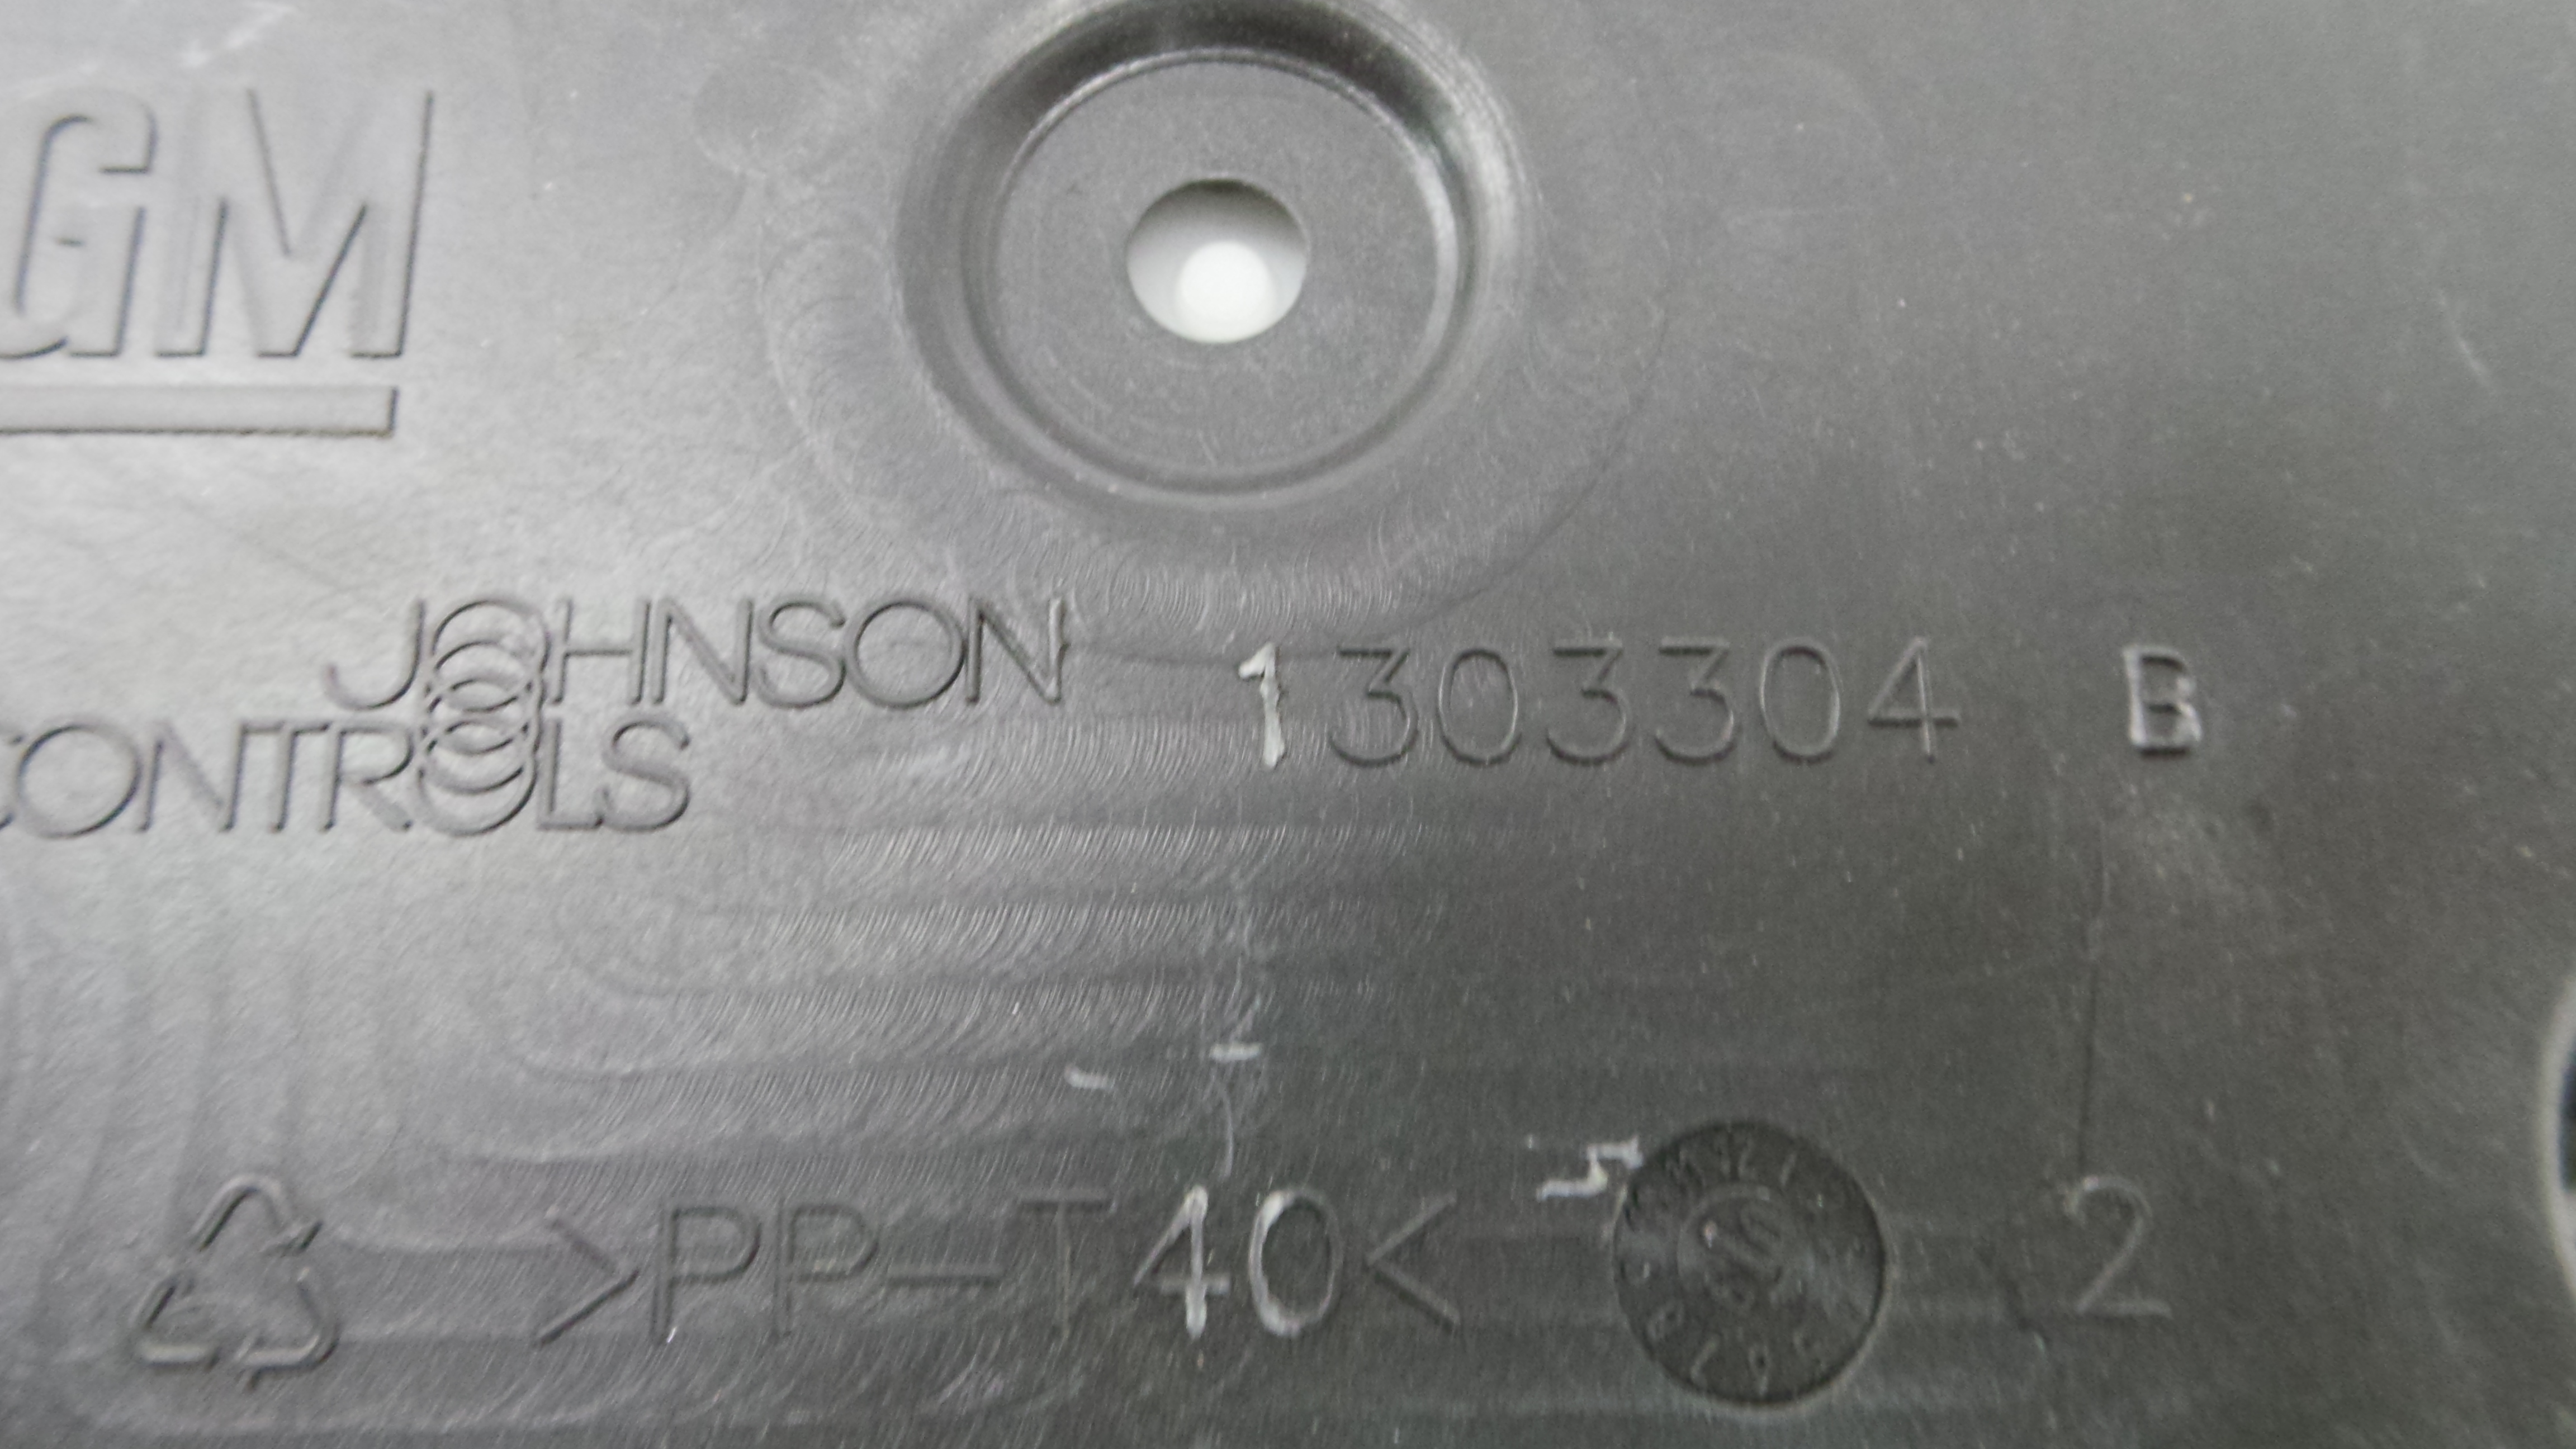 GM
JOHNSON
CONTROLS
1303304 B
>PP-T40<
2